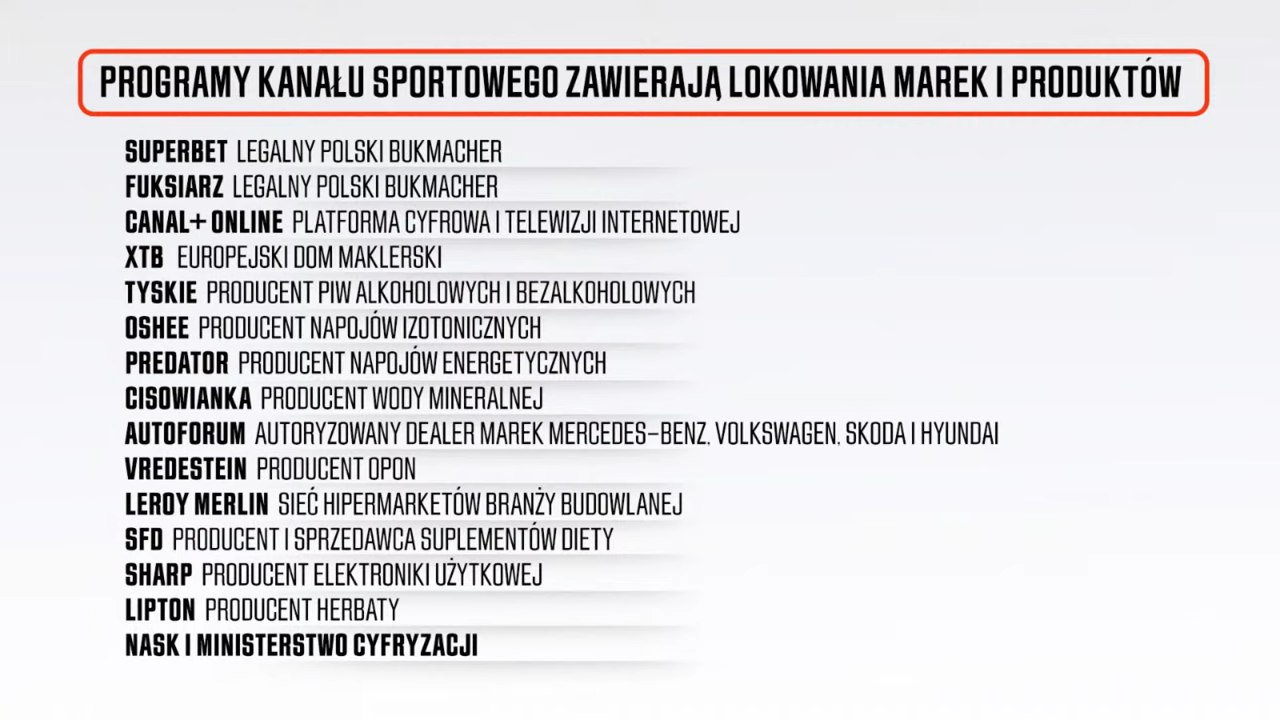 PROGRAMY KANAŁU SPORTOWEGO ZAWIERAJĄ LOKOWANIA MAREK I PRODUKTÓW
SUPERBET LEGALNY POLSKI BUKMACHER
FUKSIARZ LEGALNY POLSKI BUKMACHER
CANAL+ ONLINE PLATFORMA CYFROWA I TELEWIZJI INTERNETOWEJ
XTB EUROPEJSKI DOM MAKLERSKI
TYSKIE PRODUCENT PIW ALKOHOLOWYCH I BEZALKOHOLOWYCH
OSHEE PRODUCENT NAPOJÓW IZOTONICZNYCH
PREDATOR PRODUCENT NAPOJÓW ENERGETYCZNYCH
CISOWIANKA PRODUCENT WODY MINERALNEJ
AUTOFORUM AUTORYZOWANY DEALER MAREK MERCEDES-BENZ, VOLKSWAGEN, SKODA I HYUNDAI
VREDESTEIN PRODUCENT OPON
LEROY MERLIN SIEĆ HIPERMARKETÓW BRANŻY BUDOWLANEJ
SFD PRODUCENT I SPRZEDAWCA SUPLEMENTÓW DIETY
SHARP PRODUCENT ELEKTRONIKI UŻYTKOWEJ
LIPTON PRODUCENT HERBATY
NASK I MINISTERSTWO CYFRYZACJI